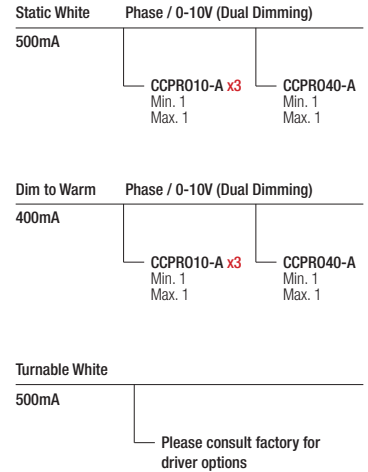 Static White Phase / 0-10V (Dual Dimming)
500mA
CCPRO10-A x3 CCPRO40-A
Min. 1 Min. 1
Max. 1 Max. 1
Dim to Warm Phase / 0-10V (Dual Dimming)
400mA
CCPRO10-A x3 CCPRO40-A
Min. 1 Min. 1
Max. 1 Max. 1
Turnable White
500mA
Please consult factory for
driver options